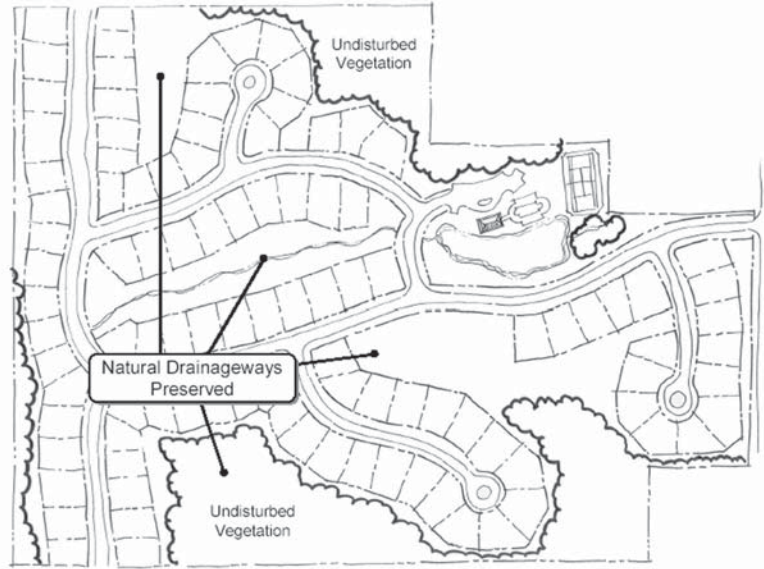 Undisturbed
Vegetation
Natural Drainageways
Preserved
Undisturbed
Vegetation